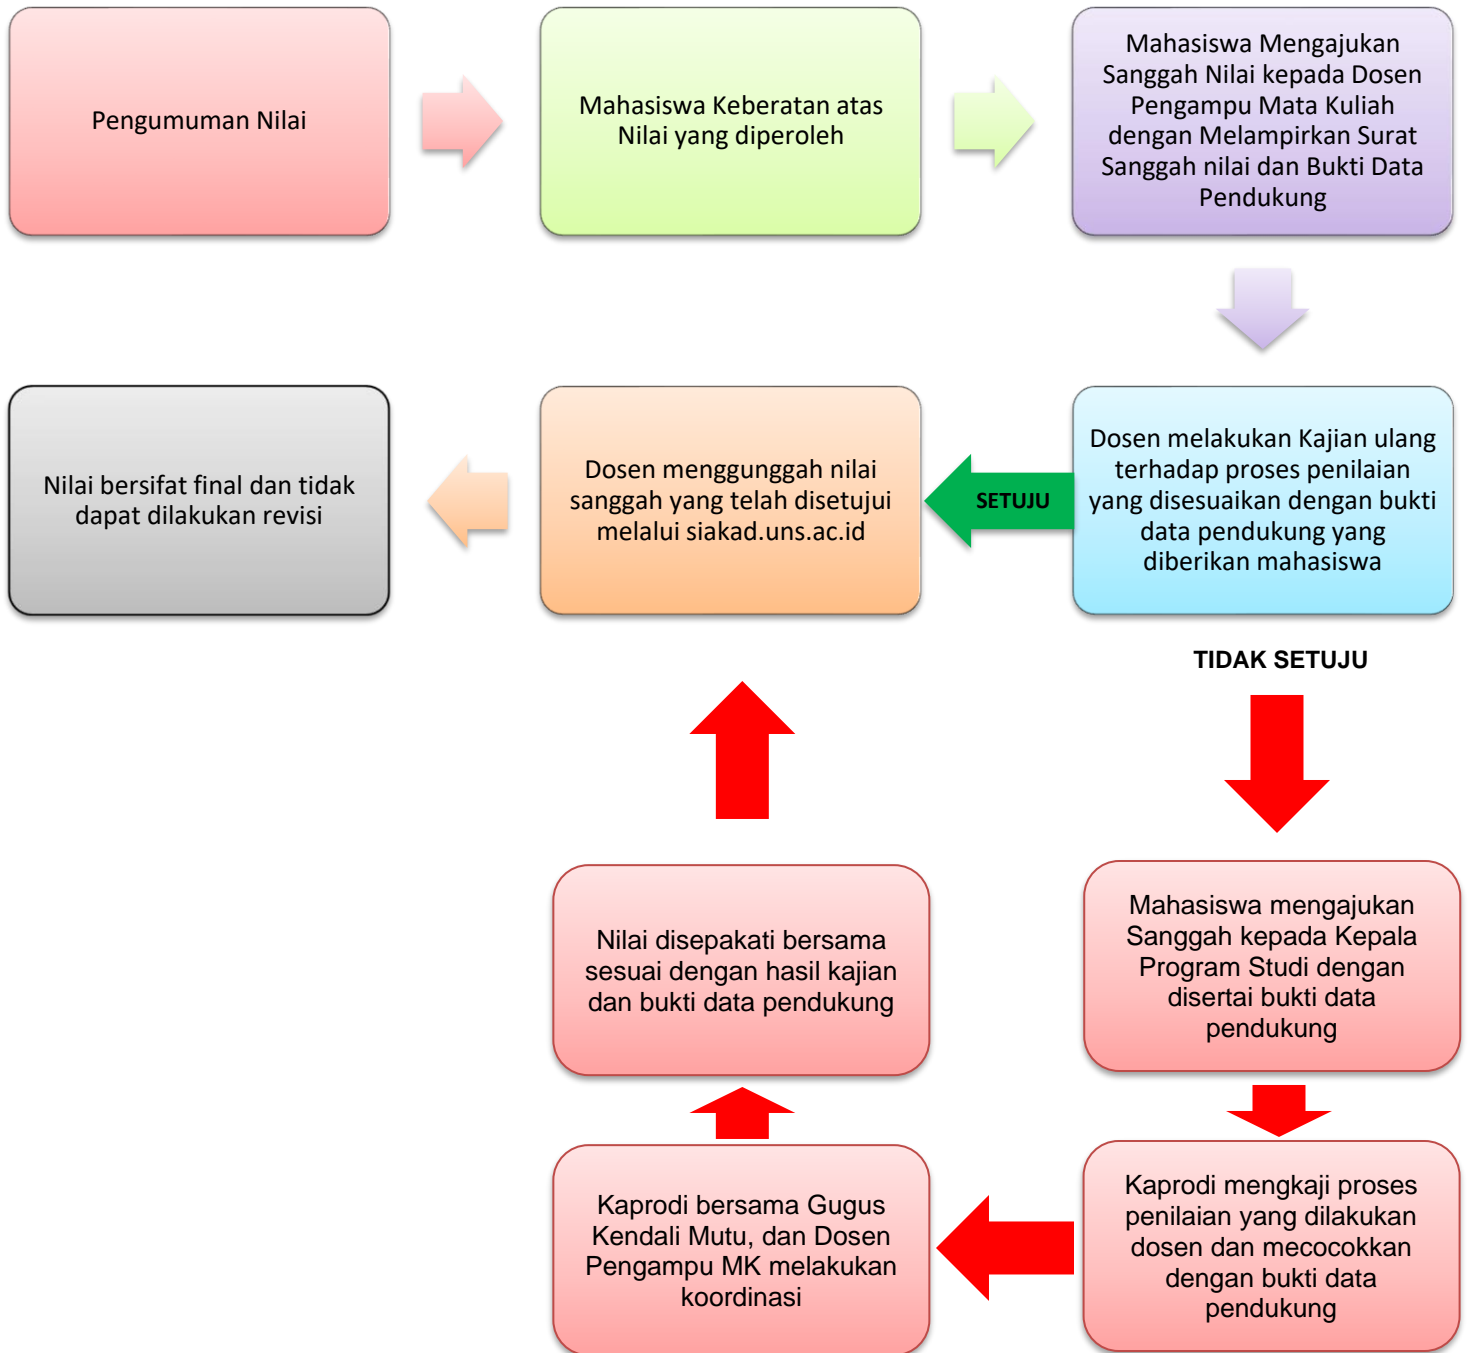 Pengumuman Nilai
Mahasiswa Keberatan atas
Nilai yang diperoleh
Mahasiswa Mengajukan
Sanggah Nilai kepada Dosen
Pengampu Mata Kuliah
dengan Melampirkan Surat
Sanggah nilai dan Bukti Data
Pendukung
Dosen melakukan Kajian ulang
terhadap proses penilaian
yang disesuaikan dengan bukti
data pendukung yang
diberikan mahasiswa
SETUJU
Dosen menggunggah nilai
sanggah yang telah disetujui
melalui siakad.uns.ac.id
Nilai bersifat final dan tidak
dapat dilakukan revisi
TIDAK SETUJU
Mahasiswa mengajukan
Sanggah kepada Kepala
Program Studi dengan
disertai bukti data
pendukung
Kaprodi mengkaji proses
penilaian yang dilakukan
dosen dan mecocokkan
dengan bukti data
pendukung
Kaprodi bersama Gugus
Kendali Mutu, dan Dosen
Pengampu MK melakukan
koordinasi
Nilai disepakati bersama
sesuai dengan hasil kajian
dan bukti data pendukung